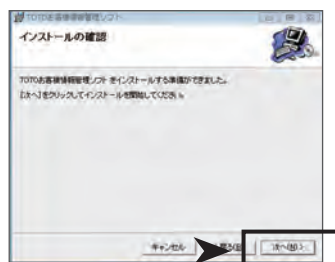 TOTOお客様情報管理ソフト
インストールの確認
TOTOお客様情報管理ソフト をインストールする準備ができました。
[次へ]をクリックしてインストールを開始してください。
キャンセル
戻る(B)
次へ(N) >